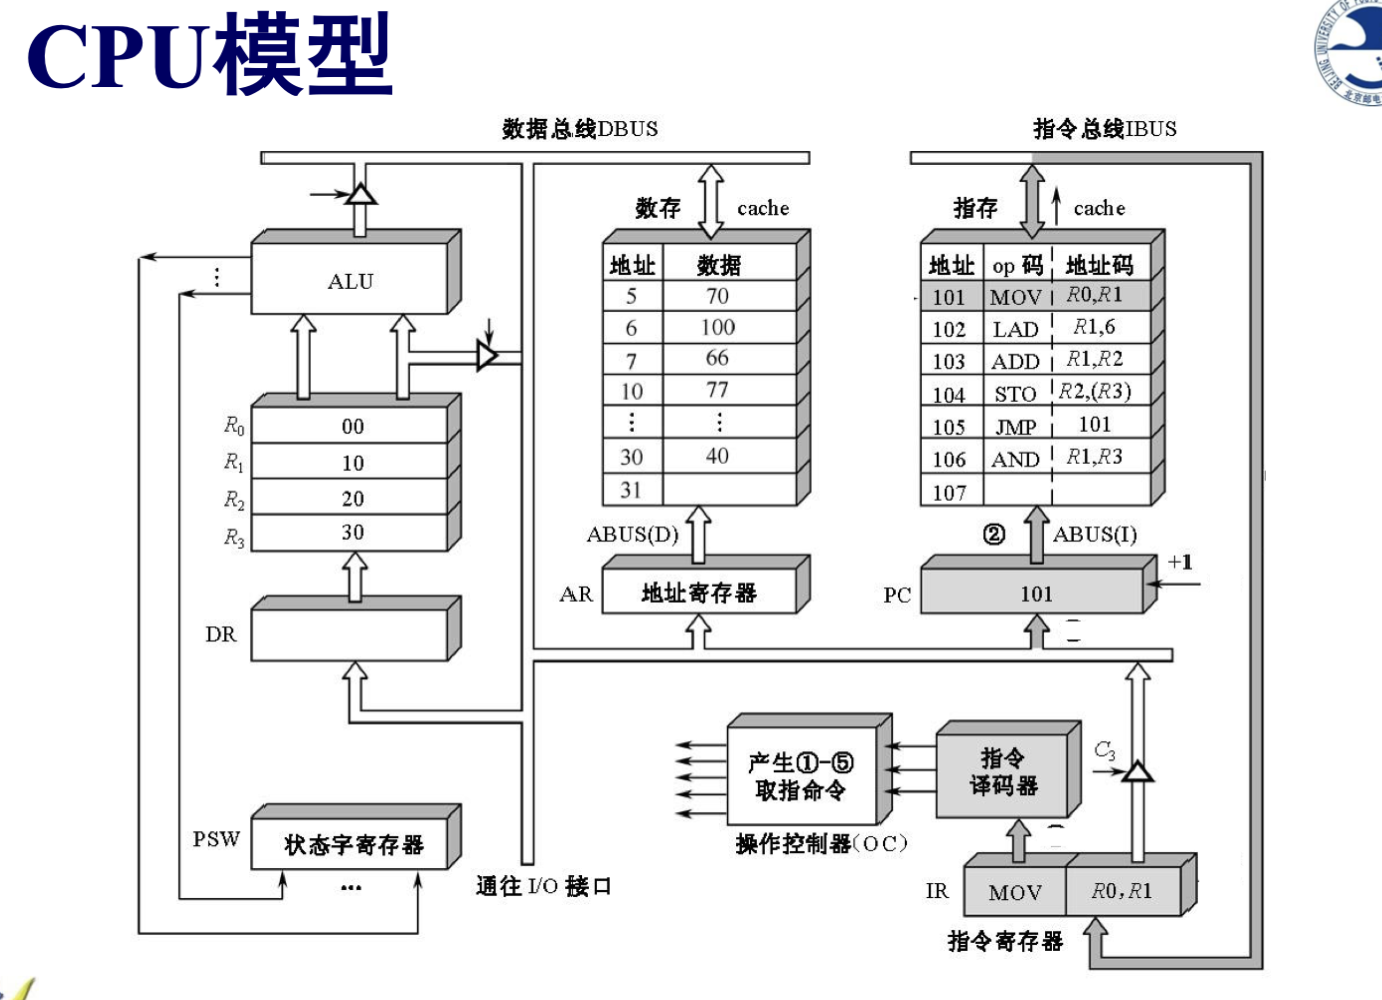 CPU模型
数据总线DBUS
指令总线IBUS
数存 cache
指存 cache
ALU
地址 数据
5 70
6 100
7 66
10 77
⋮ ⋮
30 40
31
地址 op 码 地址码
101 MOV R0,R1
102 LAD R1,6
103 ADD R1,R2
104 STO R2,(R3)
105 JMP 101
106 AND R1,R3
107
R0 00
R1 10
R2 20
R3 30
ABUS(D)
② ABUS(I)
AR 地址寄存器
PC 101 +1
DR
产生①-⑤
取指命令
操作控制器(OC)
指令
译码器
C3
PSW 状态字寄存器
...
通往 I/O 接口
IR MOV R0,R1
指令寄存器